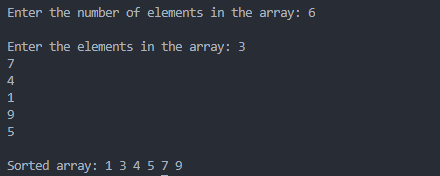 Enter the number of elements in the array: 6
Enter the elements in the array: 3
7
4
1
9
5
Sorted array: 1 3 4 5 7 9